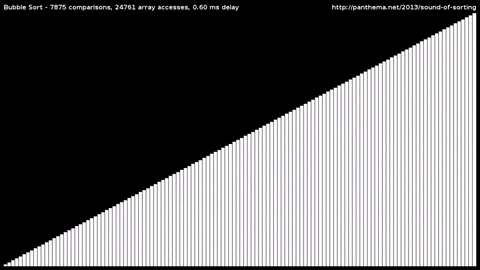 Bubble Sort - 7875 comparisons, 24761 array accesses, 0.60 ms delay
http://panthema.net/2013/sound-of-sorting